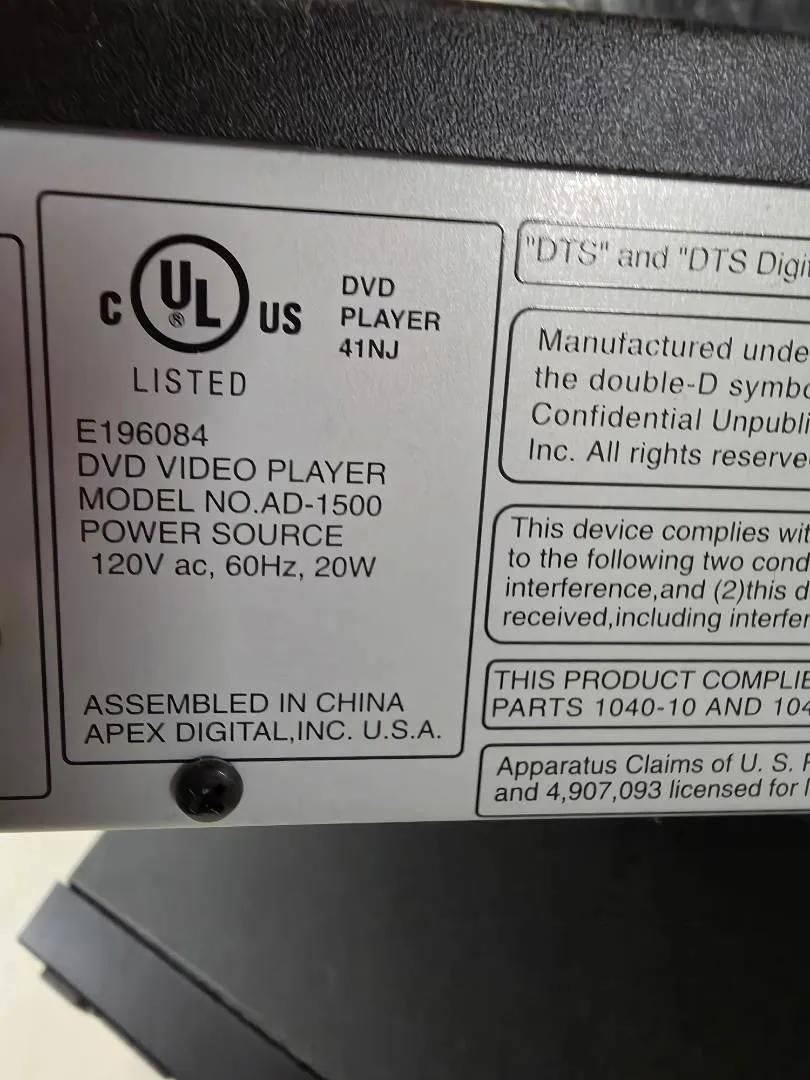 C UL® US
LISTED
DVD
PLAYER
41NJ
E196084
DVD VIDEO PLAYER
MODEL NO.AD-1500
POWER SOURCE
120V ac, 60Hz, 20W
ASSEMBLED IN CHINA
APEX DIGITAL,INC. U.S.A.
"DTS" and "DTS Digi
Manufactured unde
the double-D symbo
Confidential Unpubli
Inc. All rights reserve
This device complies wit
to the following two cond
interference,and (2)this d
received,including interfer
THIS PRODUCT COMPLIE
PARTS 1040-10 AND 104
Apparatus Claims of U. S. P
and 4,907,093 licensed for l